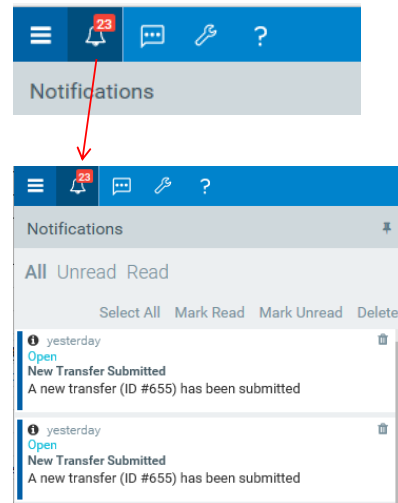 23
?
Notifications
23
?
Notifications
All Unread Read
Select All Mark Read Mark Unread Delete
yesterday
Open
New Transfer Submitted
A new transfer (ID #655) has been submitted
yesterday
Open
New Transfer Submitted
A new transfer (ID #655) has been submitted